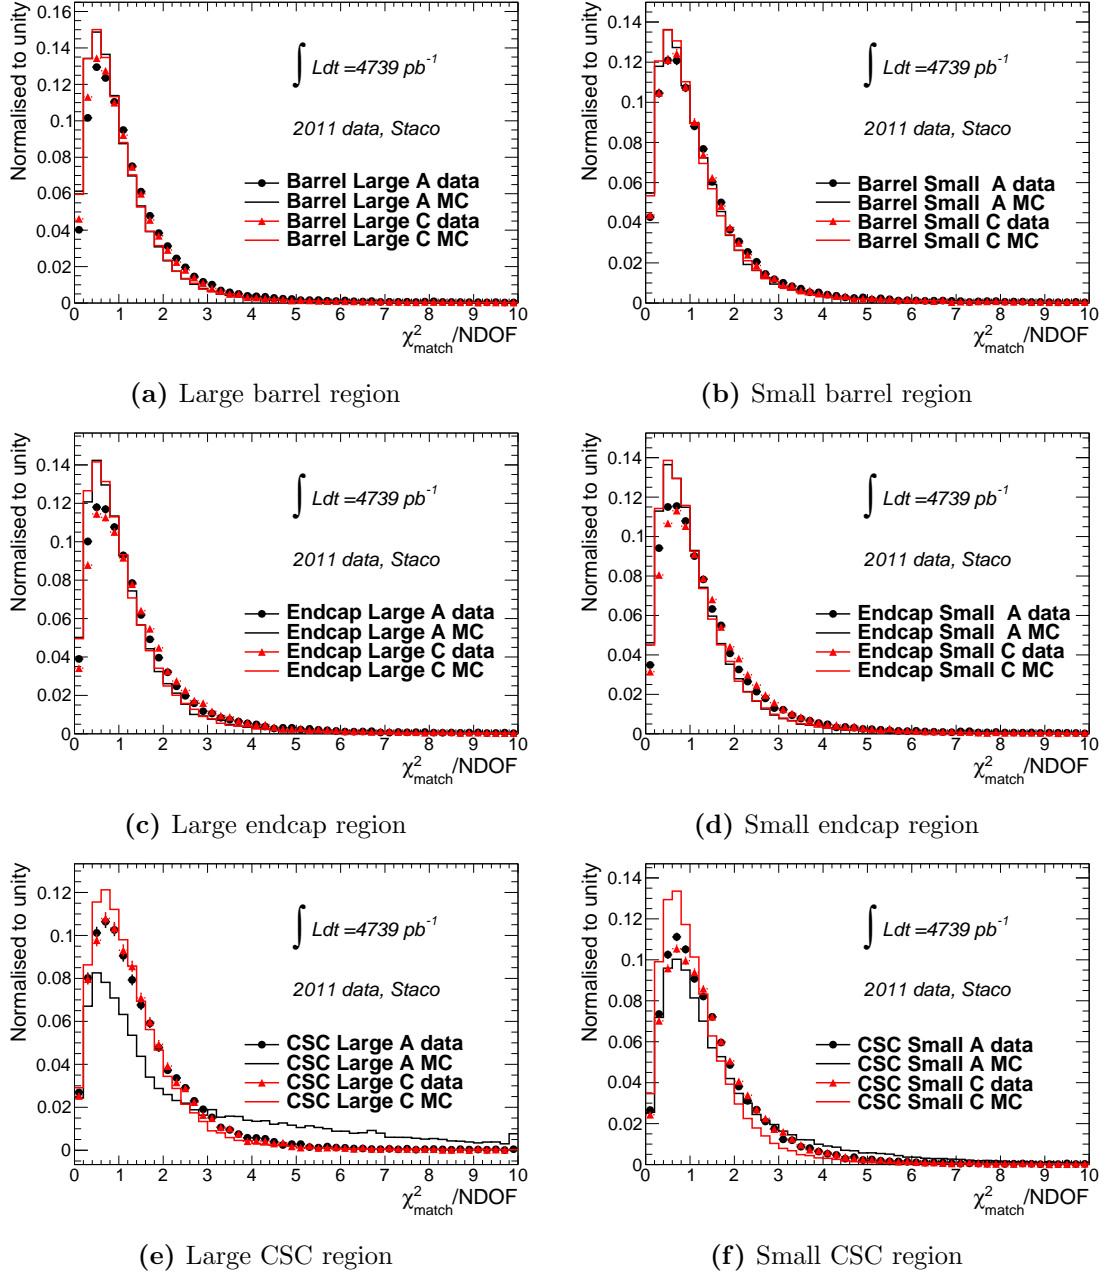 Normalised to unity
0.16
0.14
0.12
0.1
0.08
0.06
0.04
0.02
0
0 1 2 3 4 5 6 7 8 9 10
∫ Ldt =4739 pb⁻¹
2011 data, Staco
Barrel Large A data
Barrel Large A MC
Barrel Large C data
Barrel Large C MC
χ²match/NDOF
(a) Large barrel region
Normalised to unity
0.14
0.12
0.1
0.08
0.06
0.04
0.02
0
0 1 2 3 4 5 6 7 8 9 10
∫ Ldt =4739 pb⁻¹
2011 data, Staco
Barrel Small A data
Barrel Small A MC
Barrel Small C data
Barrel Small C MC
χ²match/NDOF
(b) Small barrel region
Normalised to unity
0.14
0.12
0.1
0.08
0.06
0.04
0.02
0
0 1 2 3 4 5 6 7 8 9 10
∫ Ldt =4739 pb⁻¹
2011 data, Staco
Endcap Large A data
Endcap Large A MC
Endcap Large C data
Endcap Large C MC
χ²match/NDOF
(c) Large endcap region
Normalised to unity
0.14
0.12
0.1
0.08
0.06
0.04
0.02
0
0 1 2 3 4 5 6 7 8 9 10
∫ Ldt =4739 pb⁻¹
2011 data, Staco
Endcap Small A data
Endcap Small A MC
Endcap Small C data
Endcap Small C MC
χ²match/NDOF
(d) Small endcap region
Normalised to unity
0.12
0.1
0.08
0.06
0.04
0.02
0
0 1 2 3 4 5 6 7 8 9 10
∫ Ldt =4739 pb⁻¹
2011 data, Staco
CSC Large A data
CSC Large A MC
CSC Large C data
CSC Large C MC
χ²match/NDOF
(e) Large CSC region
Normalised to unity
0.14
0.12
0.1
0.08
0.06
0.04
0.02
0
0 1 2 3 4 5 6 7 8 9 10
∫ Ldt =4739 pb⁻¹
2011 data, Staco
CSC Small A data
CSC Small A MC
CSC Small C data
CSC Small C MC
χ²match/NDOF
(f) Small CSC region